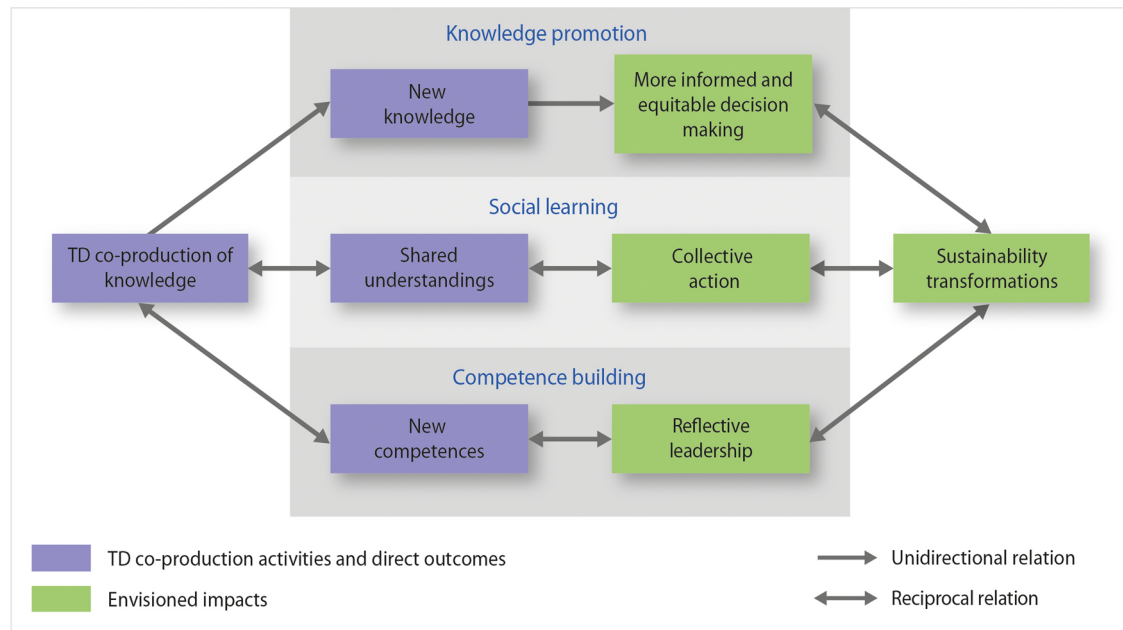 Knowledge promotion
New
knowledge
More informed and
equitable decision
making
Social learning
TD co-production of
knowledge
Shared
understandings
Collective
action
Sustainability
transformations
Competence building
New
competences
Reflective
leadership
TD co-production activities and direct outcomes
Envisioned impacts
Unidirectional relation
Reciprocal relation